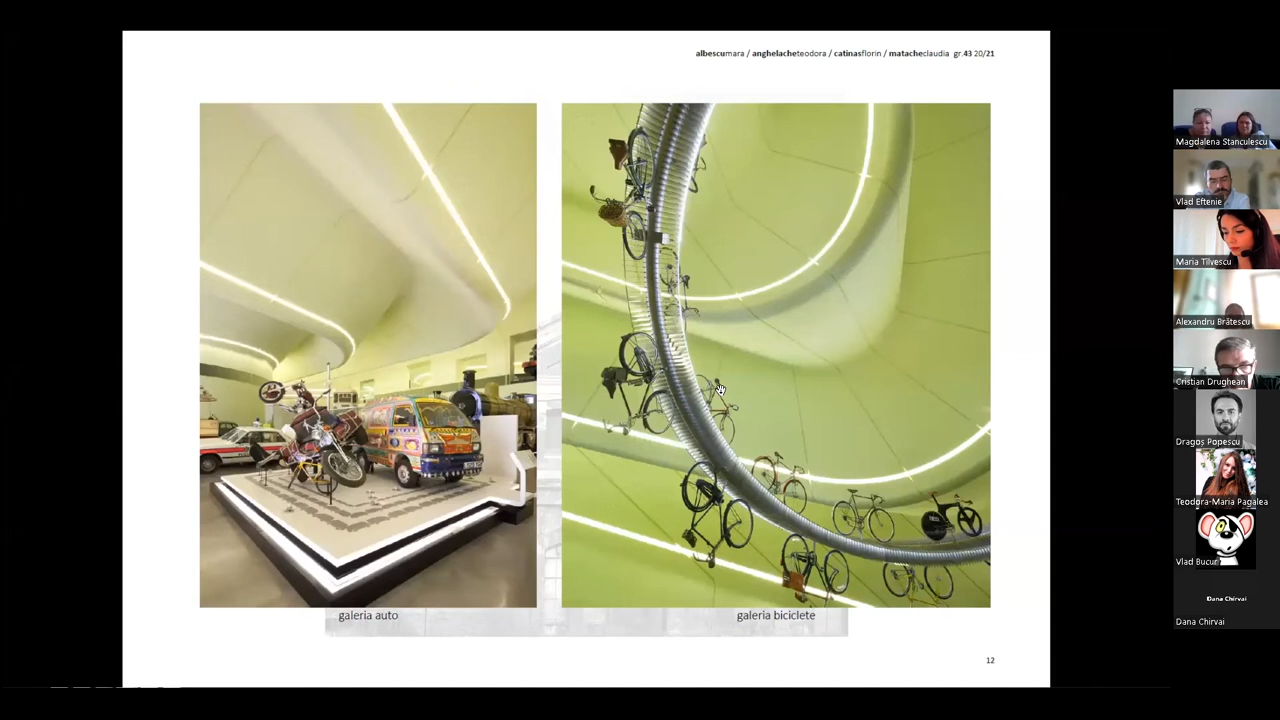 albescumara / anghelacheteodora / catinasflorin / matacheclaudia gr.43 20/21
galeria auto
galeria biciclete
12
Magdalena Stanculescu
Vlad Eftenie
Maria Tilvescu
Alexandru Brătescu
Cristian Drughean
Dragoș Popescu
Teodora-Maria Pagalea
Vlad Bucur
Dana Chirvai
Dana Chirvai